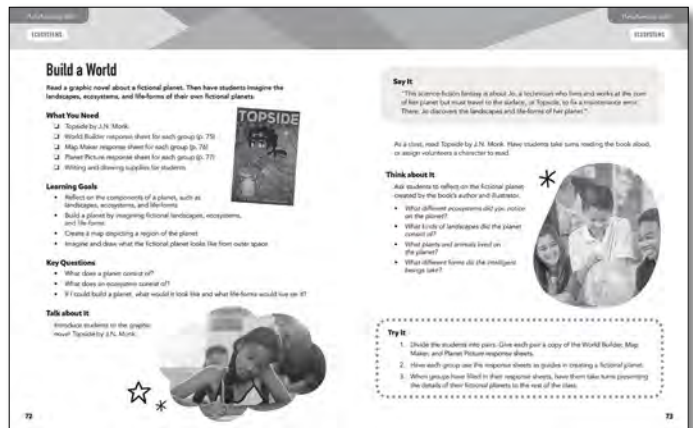 ECOSYSTEMS
Build a World
Read a graphic novel about a fictional planet. Then have students imagine the
landscapes, ecosystems, and life-forms of their own fictional planets.
What You Need
Topside by J.N. Monk
World Builder response sheet for each group (p. 75)
Map Maker response sheet for each group (p. 76)
Planet Picture response sheet for each group (p. 77)
Writing and drawing supplies for students
TOPSIDE
Learning Goals
• Reflect on the components of a planet, such as
landscapes, ecosystems, and life-forms
• Build a planet by imagining fictional landscapes, ecosystems,
and life-forms
• Create a map depicting a region of the planet
• Imagine and draw what the fictional planet looks like from outer space
Key Questions
• What does a planet consist of?
• What does an ecosystem consist of?
• If I could build a planet, what would it look like and what life-forms would live on it?
Talk about It
Introduce students to the graphic
novel Topside by J.N. Monk.
72
ECOSYSTEMS
Say It
"This science-fiction fantasy is about Jo, a technician who lives and works at the core
of her planet but must travel to the surface, or Topside, to fix a maintenance error.
There, Jo discovers the landscapes and life-forms of her planet."
As a class, read Topside by J.N. Monk. Have students take turns reading the book aloud,
or assign volunteers a character to read.
Think about It
Ask students to reflect on the fictional planet
created by the book's author and illustrator.
• What different ecosystems did you notice
on the planet?
• What kinds of landscapes did the planet
consist of?
• What plants and animals lived on
the planet?
• What different forms did the intelligent
beings take?
Try It
1. Divide the students into pairs. Give each pair a copy of the World Builder, Map
Maker, and Planet Picture response sheets.
2. Have each group use the response sheets as guides in creating a fictional planet.
3. When groups have filled in their response sheets, have them take turns presenting
the details of their fictional planets to the rest of the class.
73